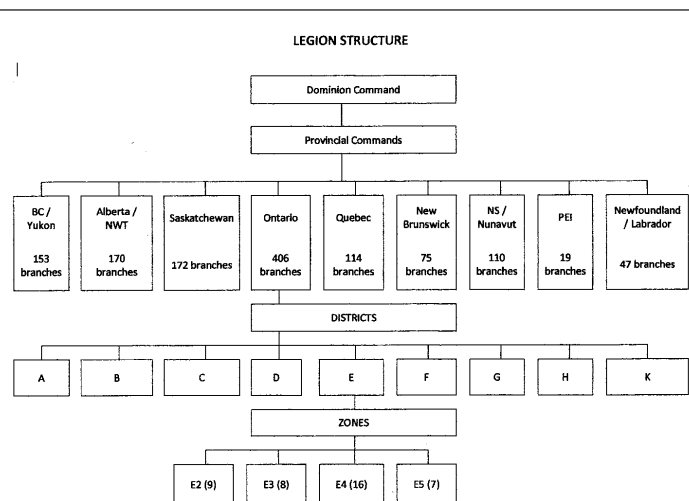 LEGION STRUCTURE
Dominion Command
Provincial Commands
BC /
Yukon
153
branches
Alberta /
NWT
170
branches
Saskatchewan
172 branches
Ontario
406
branches
Quebec
114
branches
New
Brunswick
75
branches
NS /
Nunavut
110
branches
PEI
19
branches
Newfoundland
/ Labrador
47 branches
DISTRICTS
A
B
C
D
E
F
G
H
K
ZONES
E2 (9)
E3 (8)
E4 (16)
E5 (7)